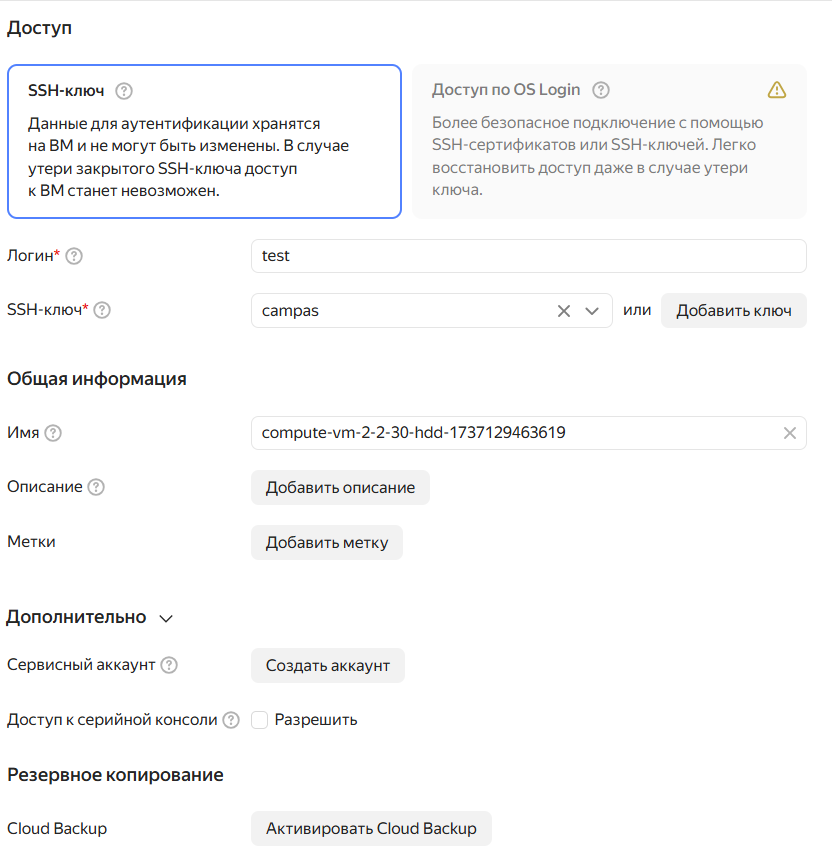 Доступ
SSH-ключ
Данные для аутентификации хранятся
на ВМ и не могут быть изменены. В случае
утери закрытого SSH-ключа доступ
к ВМ станет невозможен.
Доступ по OS Login
Более безопасное подключение с помощью
SSH-сертификатов или SSH-ключей. Легко
восстановить доступ даже в случае утери
ключа.
Логин* test
SSH-ключ* campas или Добавить ключ
Общая информация
Имя compute-vm-2-2-30-hdd-1737129463619
Описание Добавить описание
Метки Добавить метку
Дополнительно
Сервисный аккаунт Создать аккаунт
Доступ к серийной консоли Разрешить
Резервное копирование
Cloud Backup Активировать Cloud Backup